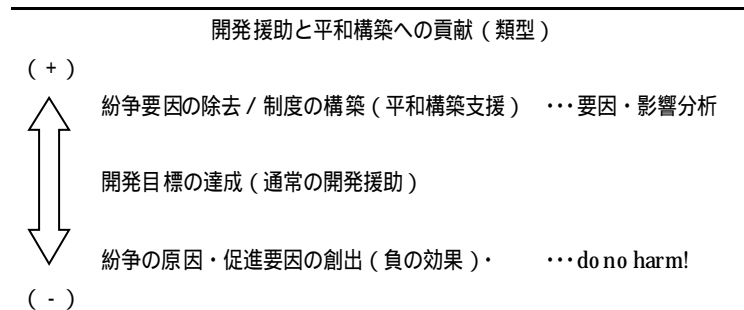 開発援助と平和構築への貢献（類型）
（+）
紛争要因の除去/制度の構築（平和構築支援） ･･･要因・影響分析
開発目標の達成（通常の開発援助）
紛争の原因・促進要因の創出（負の効果）・ ･･･do no harm!
（-）